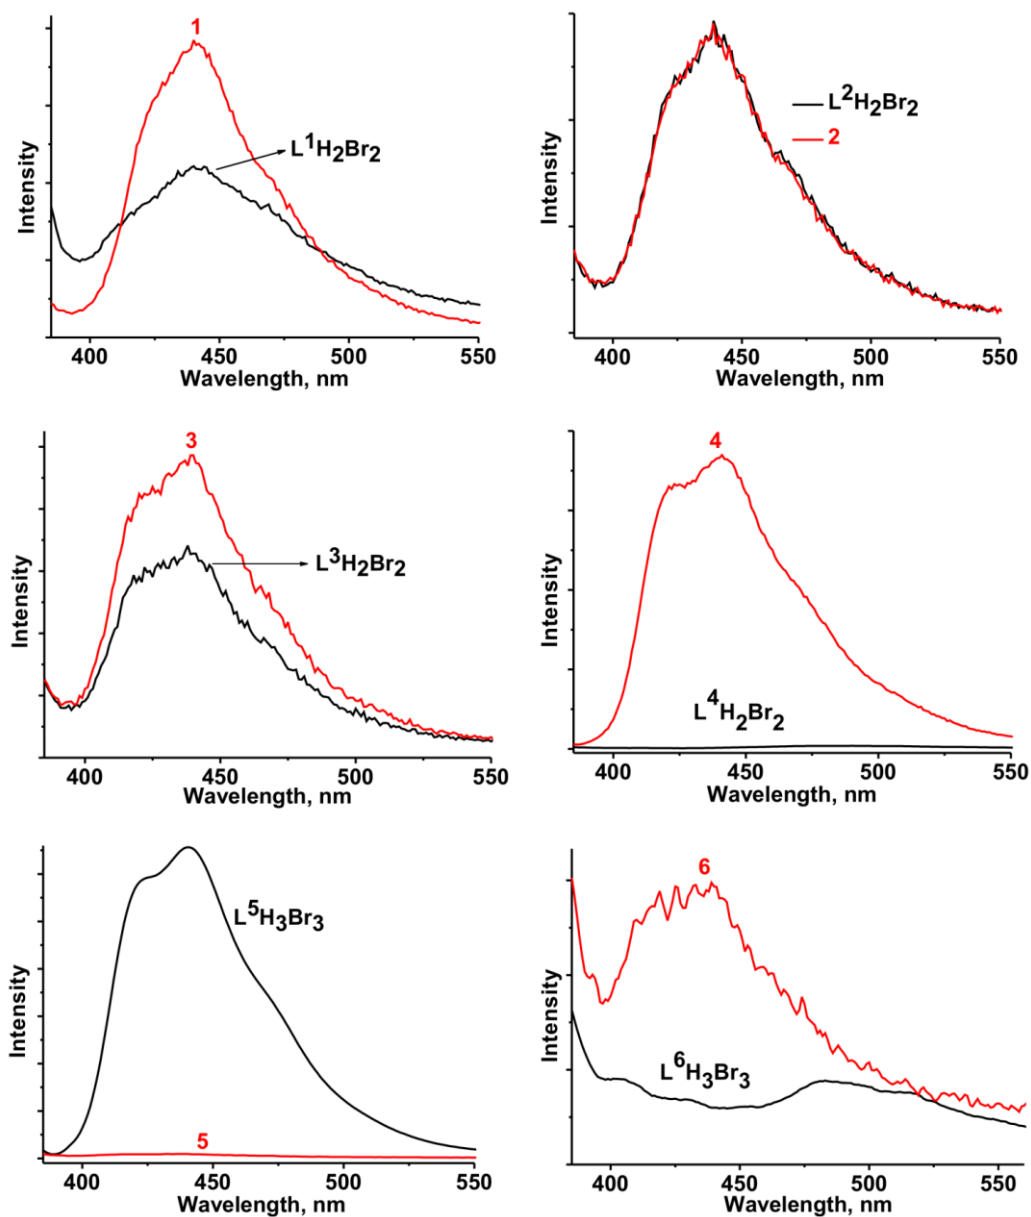 1
L¹H₂Br₂
Intensity
400 450 500 550
Wavelength, nm
L²H₂Br₂
2
Intensity
400 450 500 550
Wavelength, nm
3
L³H₂Br₂
Intensity
400 450 500 550
Wavelength, nm
4
L⁴H₂Br₂
Intensity
400 450 500 550
Wavelength, nm
L⁵H₃Br₃
5
Intensity
400 450 500 550
Wavelength, nm
6
L⁶H₃Br₃
Intensity
400 450 500 550
Wavelength, nm